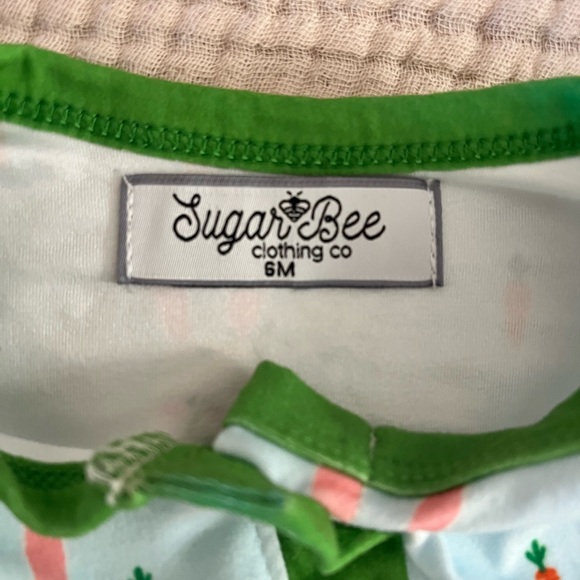 Sugar Bee
clothing co
6M